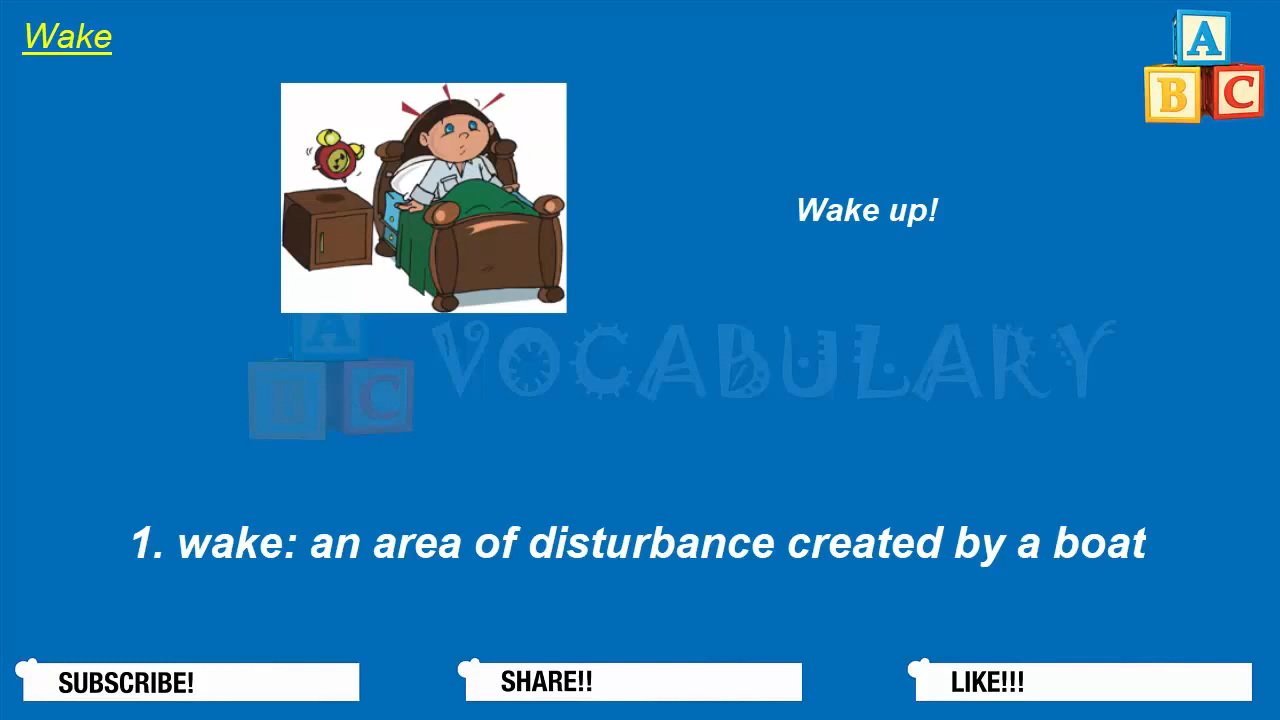 Wake
A
B C
Wake up!
A
B C VOCABULARY
1. wake: an area of disturbance created by a boat
SUBSCRIBE! SHARE!! LIKE!!!